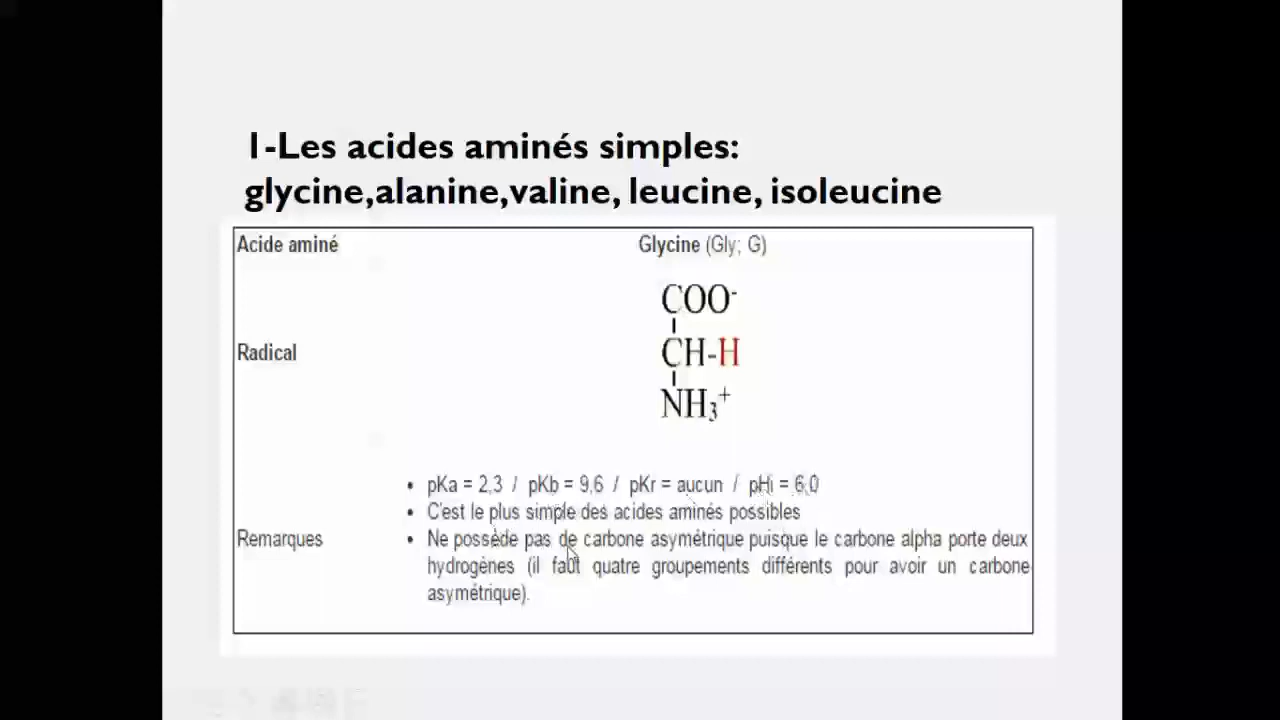 1-Les acides aminés simples:
glycine,alanine,valine, leucine, isoleucine
Acide aminé
Glycine (Gly; G)
COO-
Radical
CH-H
NH3+
• pKa = 2,3 / pKb = 9,6 / pKr = aucun / pHi = 6,0
• C'est le plus simple des acides aminés possibles
Remarques
• Ne possède pas de carbone asymétrique puisque le carbone alpha porte deux
hydrogènes (il faut quatre groupements différents pour avoir un carbone
asymétrique).